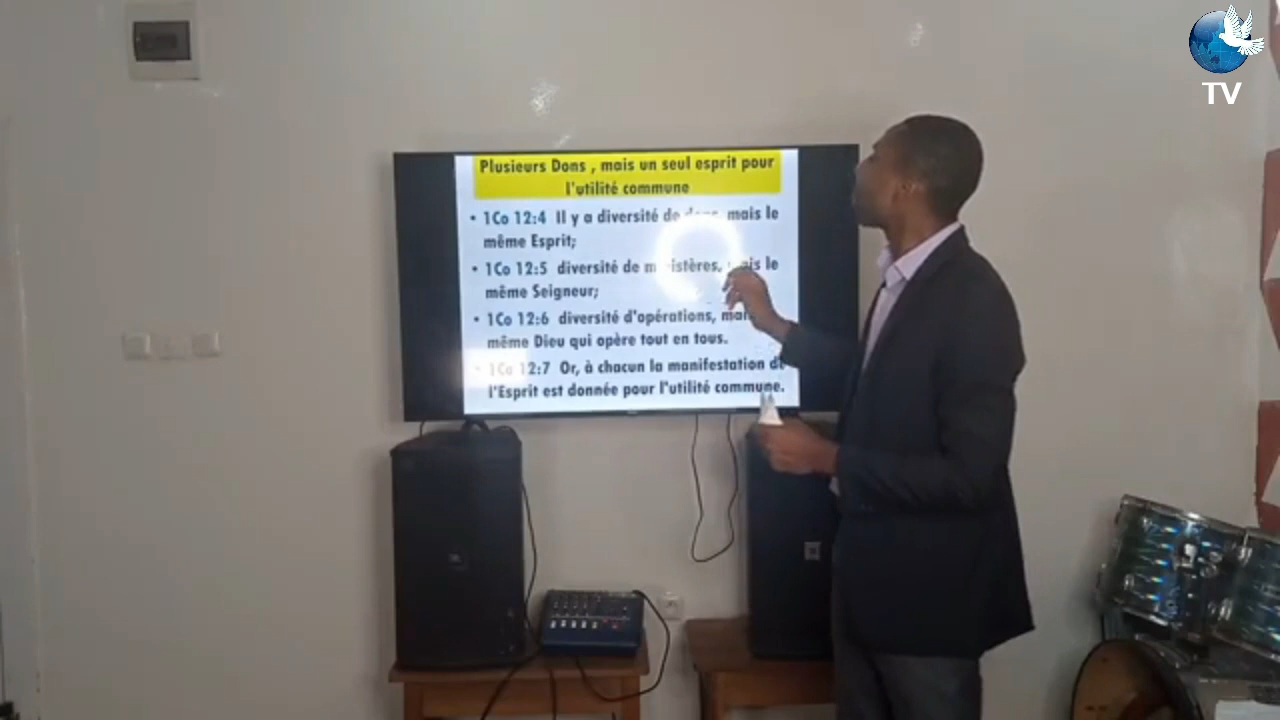 TV
Plusieurs Dons , mais un seul esprit pour
l'utilité commune
• 1Co 12:4 Il y a diversité de mais le
même Esprit;
• 1Co 12:5 diversité de le
même Seigneur;
• 1Co 12:6 diversité d'opérations,
même Dieu qui opère tout en tous.
• 1Co 12:7 Or, à chacun la manifestation
l'Esprit est donnée pour l'utilité commune.